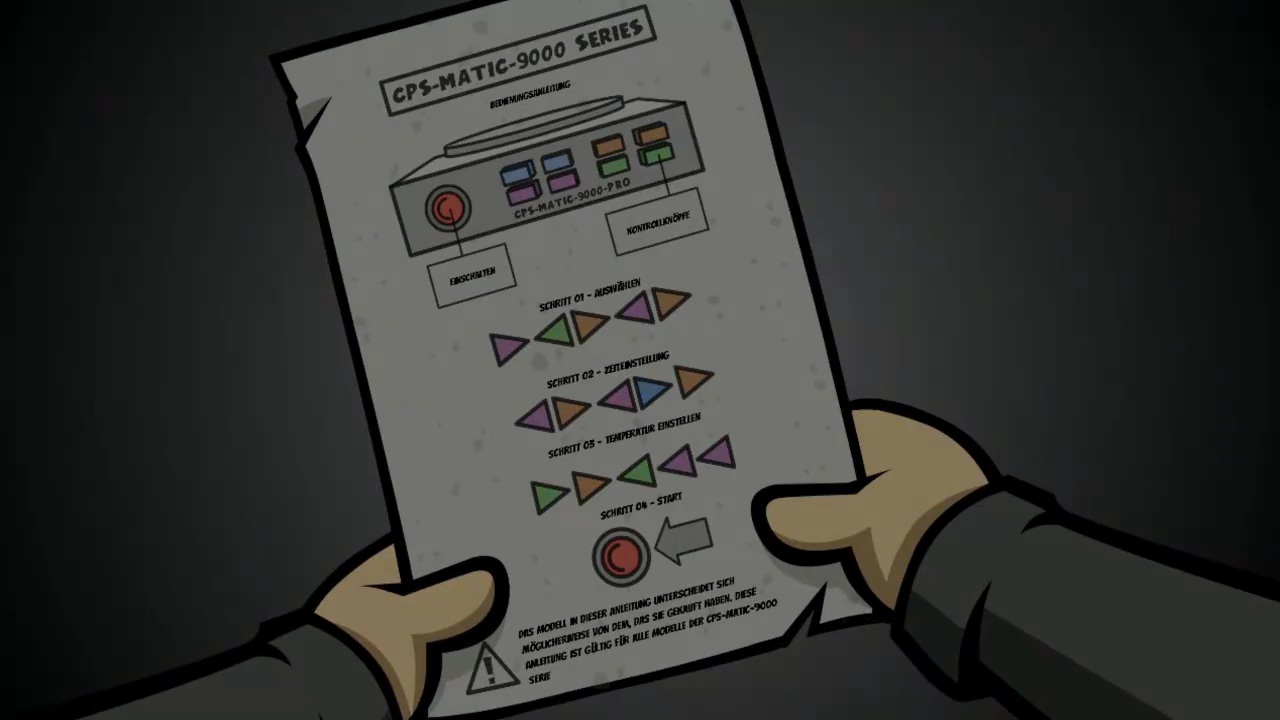 CPS-MATIC-9000 SERIES
BEDIENUNGSANLEITUNG
CPS-MATIC-9000-PRO
KONTROLLKNÖPFE
EINSCHALTEN
SCHRITT 01 - AUSWÄHLEN
SCHRITT 02 - ZEITEINSTELLUNG
SCHRITT 03 - TEMPERATUR EINSTELLEN
SCHRITT 04 - START
DAS MODELL IN DIESER ANLEITUNG UNTERSCHEIDET SICH
MÖGLICHERWEISE VON DEM, DAS SIE GEKAUFT HABEN. DIESE
ANLEITUNG IST GÜLTIG FÜR ALLE MODELLE DER CPS-MATIC-9000
SERIE